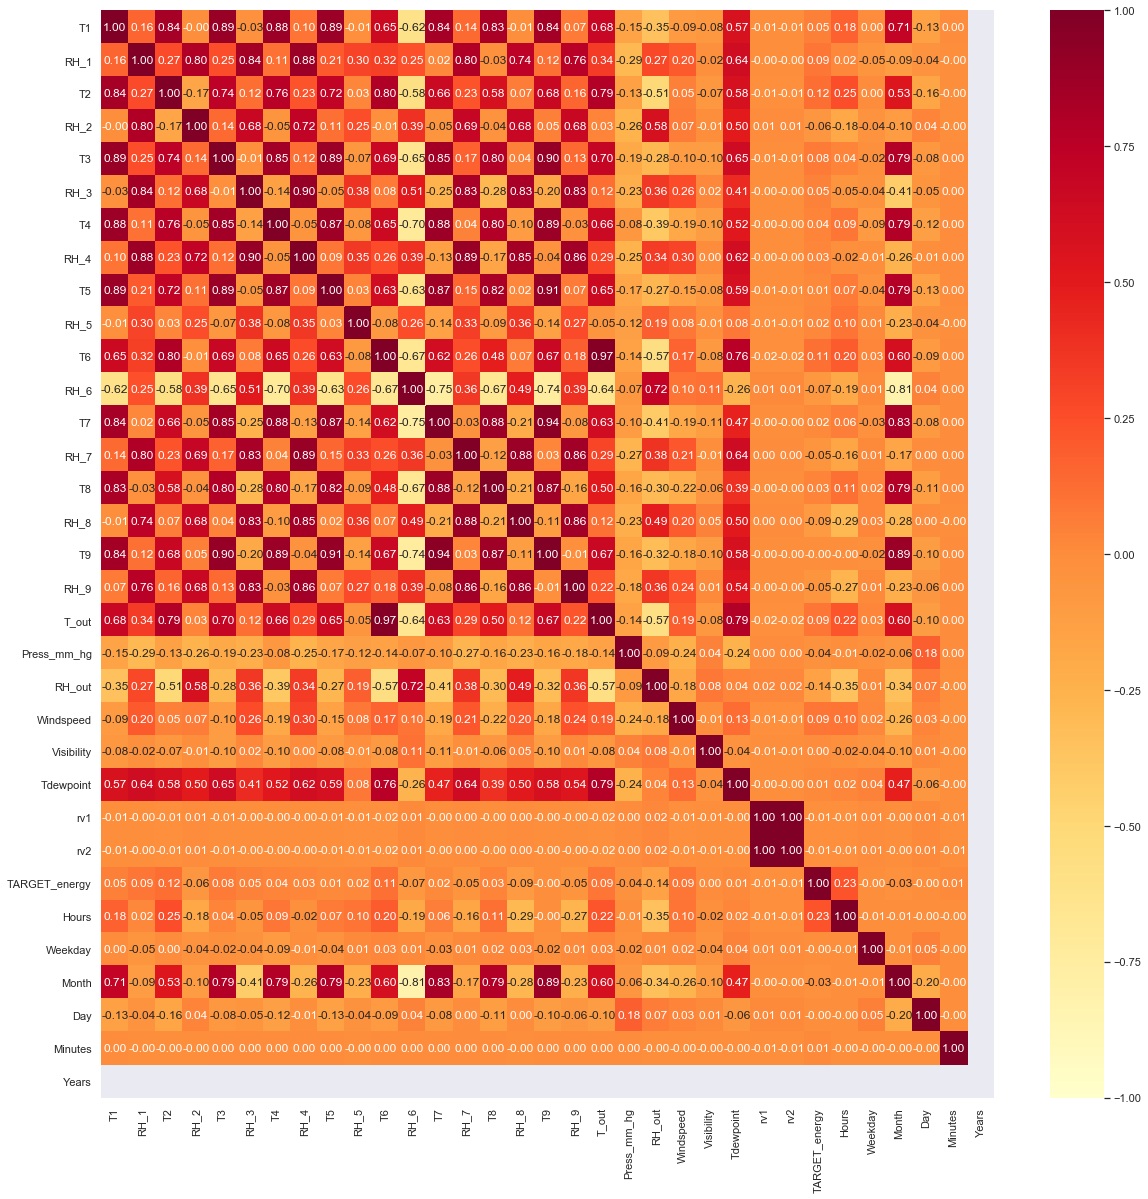 T1 1.00 0.16 0.84 -0.00 0.89 -0.03 0.88 0.10 0.89 -0.01 0.65 -0.62 0.84 0.14 0.83 -0.01 0.84 0.07 0.68 -0.15 -0.35 -0.09 -0.08 0.57 -0.01 -0.01 0.05 0.18 0.00 0.71 -0.13 0.00
RH_1 0.16 1.00 0.27 0.80 0.25 0.84 0.11 0.88 0.21 0.30 0.32 0.25 0.02 0.80 -0.03 0.74 0.12 0.76 0.34 -0.29 0.27 0.20 -0.02 0.64 -0.00 -0.00 0.09 0.02 -0.05 -0.09 -0.04 -0.00
T2 0.84 0.27 1.00 -0.17 0.74 0.12 0.76 0.23 0.72 0.03 0.80 -0.58 0.66 0.23 0.58 0.07 0.68 0.16 0.79 -0.13 -0.51 0.05 -0.07 0.58 -0.01 -0.01 0.12 0.25 0.00 0.53 -0.16 0.00
RH_2 -0.00 0.80 -0.17 1.00 0.14 0.68 -0.05 0.72 0.11 0.25 -0.01 0.39 -0.05 0.69 -0.04 0.68 0.05 0.68 0.03 -0.26 0.58 0.07 -0.01 0.50 0.01 0.01 -0.06 -0.18 -0.04 -0.10 0.04 -0.00
T3 0.89 0.25 0.74 0.14 1.00 -0.01 0.85 0.12 0.89 -0.07 0.69 -0.65 0.85 0.17 0.80 0.04 0.90 0.13 0.70 -0.19 -0.28 -0.10 -0.10 0.65 -0.01 -0.01 0.08 0.04 -0.02 0.79 -0.08 0.00
RH_3 -0.03 0.84 0.12 0.68 -0.01 1.00 -0.14 0.90 -0.05 0.38 0.08 0.51 -0.25 0.83 -0.28 0.83 -0.20 0.83 0.12 -0.23 0.36 0.26 0.02 0.41 -0.00 -0.00 0.05 -0.05 -0.04 -0.41 -0.05 0.00
T4 0.88 0.11 0.76 -0.05 0.85 -0.14 1.00 -0.05 0.87 -0.08 0.65 -0.70 0.88 0.04 0.80 -0.10 0.89 -0.03 0.66 -0.08 -0.39 -0.19 -0.10 0.52 -0.00 -0.00 0.04 0.09 -0.09 0.79 -0.12 0.00
RH_4 0.10 0.88 0.23 0.72 0.12 0.90 -0.05 1.00 0.09 0.35 0.26 0.39 -0.13 0.89 -0.17 0.85 -0.04 0.86 0.29 -0.25 0.34 0.30 0.00 0.62 -0.00 -0.00 0.03 -0.02 -0.01 -0.26 -0.01 0.00
T5 0.89 0.21 0.72 0.11 0.89 -0.05 0.87 0.09 1.00 0.03 0.63 -0.63 0.87 0.15 0.82 0.02 0.91 0.07 0.65 -0.17 -0.27 -0.15 -0.08 0.59 -0.01 -0.01 0.01 0.07 -0.04 0.79 -0.13 0.00
RH_5 -0.01 0.30 0.03 0.25 -0.07 0.38 -0.08 0.35 0.03 1.00 -0.08 0.26 -0.14 0.33 -0.09 0.36 -0.14 0.27 -0.05 -0.12 0.19 0.08 -0.01 0.08 -0.01 -0.01 0.02 0.10 0.01 -0.23 -0.04 0.00
T6 0.65 0.32 0.80 -0.01 0.69 0.08 0.65 0.26 0.63 -0.08 1.00 -0.67 0.62 0.26 0.48 0.07 0.67 0.18 0.97 -0.14 -0.57 0.17 -0.08 0.76 -0.02 -0.02 0.11 0.20 0.03 0.60 -0.09 0.00
RH_6 -0.62 0.25 -0.58 0.39 -0.65 0.51 -0.70 0.39 -0.63 0.26 -0.67 1.00 -0.75 0.36 -0.67 0.49 -0.74 0.39 -0.64 -0.07 0.72 0.10 0.11 -0.26 0.01 0.01 -0.07 -0.19 0.01 -0.81 0.04 0.00
T7 0.84 0.02 0.66 -0.05 0.85 -0.25 0.88 -0.13 0.87 -0.14 0.62 -0.75 1.00 -0.03 0.88 -0.21 0.94 -0.08 0.63 -0.10 -0.41 -0.19 -0.11 0.47 -0.00 -0.00 0.02 0.06 -0.03 0.83 -0.08 0.00
RH_7 0.14 0.80 0.23 0.69 0.17 0.83 0.04 0.89 0.15 0.33 0.26 0.36 -0.03 1.00 -0.12 0.88 0.03 0.86 0.29 -0.27 0.38 0.21 -0.01 0.64 -0.00 -0.00 -0.05 -0.16 0.01 -0.17 0.00 0.00
T8 0.83 -0.03 0.58 -0.04 0.80 -0.28 0.80 -0.17 0.82 -0.09 0.48 -0.67 0.88 -0.12 1.00 -0.21 0.87 -0.16 0.50 -0.16 -0.30 -0.22 -0.06 0.39 -0.00 -0.00 0.03 0.11 0.02 0.79 -0.11 0.00
RH_8 -0.01 0.74 0.07 0.68 0.04 0.83 -0.10 0.85 0.02 0.36 0.07 0.49 -0.21 0.88 -0.21 1.00 -0.11 0.86 0.12 -0.23 0.49 0.20 0.05 0.50 0.00 0.00 -0.09 -0.29 0.03 -0.28 0.00 -0.00
T9 0.84 0.12 0.68 0.05 0.90 -0.20 0.89 -0.04 0.91 -0.14 0.67 -0.74 0.94 0.03 0.87 -0.11 1.00 -0.01 0.67 -0.16 -0.32 -0.18 -0.10 0.58 -0.00 -0.00 -0.00 -0.00 -0.02 0.89 -0.10 0.00
RH_9 0.07 0.76 0.16 0.68 0.13 0.83 -0.03 0.86 0.07 0.27 0.18 0.39 -0.08 0.86 -0.16 0.86 -0.01 1.00 0.22 -0.18 0.36 0.24 0.01 0.54 -0.00 -0.00 -0.05 -0.27 0.01 -0.23 -0.06 0.00
T_out 0.68 0.34 0.79 0.03 0.70 0.12 0.66 0.29 0.65 -0.05 0.97 -0.64 0.63 0.29 0.50 0.12 0.67 0.22 1.00 -0.14 -0.57 0.19 -0.08 0.79 -0.02 -0.02 0.09 0.22 0.03 0.60 -0.10 0.00
Press_mm_hg -0.15 -0.29 -0.13 -0.26 -0.19 -0.23 -0.08 -0.25 -0.17 -0.12 -0.14 -0.07 -0.10 -0.27 -0.16 -0.23 -0.16 -0.18 -0.14 1.00 -0.09 -0.24 0.04 -0.24 0.00 0.00 -0.04 -0.01 -0.02 -0.06 0.18 0.00
RH_out -0.35 0.27 -0.51 0.58 -0.28 0.36 -0.39 0.34 -0.27 0.19 -0.57 0.72 -0.41 0.38 -0.30 0.49 -0.32 0.36 -0.57 -0.09 1.00 -0.18 0.08 0.04 0.02 0.02 -0.14 -0.35 0.01 -0.34 0.07 -0.00
Windspeed -0.09 0.20 0.05 0.07 -0.10 0.26 -0.19 0.30 -0.15 0.08 0.17 0.10 -0.19 0.21 -0.22 0.20 -0.18 0.24 0.19 -0.24 -0.18 1.00 -0.01 0.13 -0.01 -0.01 0.09 0.10 0.02 -0.26 0.03 -0.00
Visibility -0.08 -0.02 -0.07 -0.01 -0.10 0.02 -0.10 0.00 -0.08 -0.01 -0.08 0.11 -0.11 -0.01 -0.06 0.05 -0.10 0.01 -0.08 0.04 0.08 -0.01 1.00 -0.04 -0.01 -0.01 0.00 -0.02 -0.04 -0.10 0.01 -0.00
Tdewpoint 0.57 0.64 0.58 0.50 0.65 0.41 0.52 0.62 0.59 0.08 0.76 -0.26 0.47 0.64 0.39 0.50 0.58 0.54 0.79 -0.24 0.04 0.13 -0.04 1.00 -0.00 -0.00 0.01 0.02 0.04 0.47 -0.06 0.00
rv1 -0.01 -0.00 -0.01 0.01 -0.01 -0.00 -0.00 -0.00 -0.01 -0.01 -0.02 0.01 -0.00 -0.00 -0.00 0.00 -0.00 -0.00 -0.02 0.00 0.02 -0.01 -0.01 -0.00 1.00 1.00 -0.01 -0.01 0.01 -0.00 0.01 -0.01
rv2 -0.01 -0.00 -0.01 0.01 -0.01 -0.00 -0.00 -0.00 -0.01 -0.01 -0.02 0.01 -0.00 -0.00 -0.00 0.00 -0.00 -0.00 -0.02 0.00 0.02 -0.01 -0.01 -0.00 1.00 1.00 -0.01 -0.01 0.01 -0.00 0.01 -0.01
TARGET_energy 0.05 0.09 0.12 -0.06 0.08 0.05 0.04 0.03 0.01 0.02 0.11 -0.07 0.02 -0.05 0.03 -0.09 -0.00 -0.05 0.09 -0.04 -0.14 0.09 0.00 0.01 -0.01 -0.01 1.00 0.23 -0.00 -0.03 -0.00 0.01
Hours 0.18 0.02 0.25 -0.18 0.04 -0.05 0.09 -0.02 0.07 0.10 0.20 -0.19 0.06 -0.16 0.11 -0.29 -0.00 -0.27 0.22 -0.01 -0.35 0.10 -0.02 0.02 -0.01 -0.01 0.23 1.00 -0.01 -0.01 -0.00 -0.00
Weekday 0.00 -0.05 0.00 -0.04 -0.02 -0.04 -0.09 -0.01 -0.04 0.01 0.03 0.01 -0.03 0.01 0.02 0.03 -0.02 0.01 0.03 -0.02 0.01 0.02 -0.04 0.04 0.01 0.01 -0.00 -0.01 1.00 -0.01 0.05 -0.00
Month 0.71 -0.09 0.53 -0.10 0.79 -0.41 0.79 -0.26 0.79 -0.23 0.60 -0.81 0.83 -0.17 0.79 -0.28 0.89 -0.23 0.60 -0.06 -0.34 -0.26 -0.10 0.47 -0.00 -0.00 -0.03 -0.01 -0.01 1.00 -0.20 -0.00
Day -0.13 -0.04 -0.16 0.04 -0.08 -0.05 -0.12 -0.01 -0.13 -0.04 -0.09 0.04 -0.08 0.00 -0.11 0.00 -0.10 -0.06 -0.10 0.18 0.07 0.03 0.01 -0.06 0.01 0.01 -0.00 -0.00 0.05 -0.20 1.00 -0.00
Minutes 0.00 -0.00 0.00 -0.00 0.00 0.00 0.00 0.00 0.00 0.00 0.00 0.00 0.00 0.00 0.00 -0.00 0.00 0.00 0.00 0.00 -0.00 -0.00 -0.00 0.00 -0.01 -0.01 0.01 -0.00 -0.00 -0.00 -0.00 1.00
Years
T1 RH_1 T2 RH_2 T3 RH_3 T4 RH_4 T5 RH_5 T6 RH_6 T7 RH_7 T8 RH_8 T9 RH_9 T_out Press_mm_hg RH_out Windspeed Visibility Tdewpoint rv1 rv2 TARGET_energy Hours Weekday Month Day Minutes Years
1.00
0.75
0.50
0.25
0.00
−0.25
−0.50
−0.75
−1.00